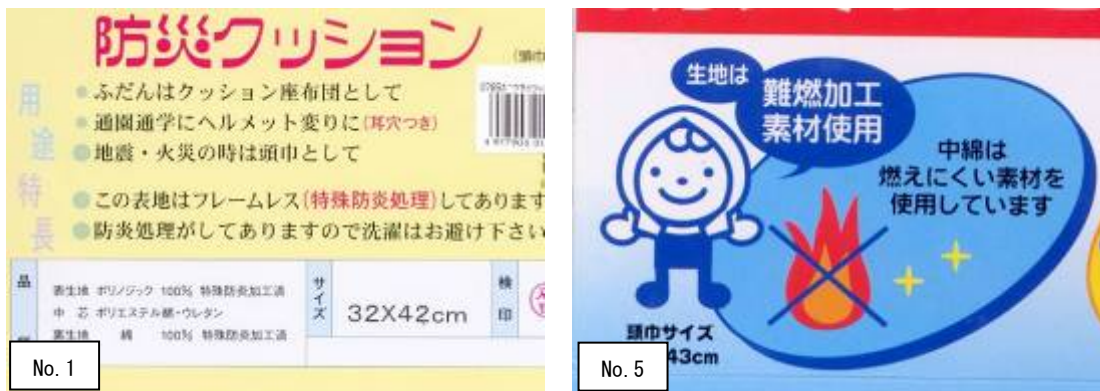 防災クッション
用途特長
ふだんはクッション座布団として
通園通学にヘルメット変りに(耳穴つき)
地震・火災の時は頭巾として
この表地はフレームレス(特殊防炎処理)してあります
防炎処理がしてありますので洗濯はお避け下さい
品
表生地 ポリノジック 100% 特殊防炎加工済
中 芯 ポリエステル綿・ウレタン
裏生地 綿 100% 特殊防炎加工済
サイズ
32X42cm
検印
No.1
生地は
難燃加工
素材使用
中綿は
燃えにくい素材を
使用しています
頭巾サイズ
43cm
No.5